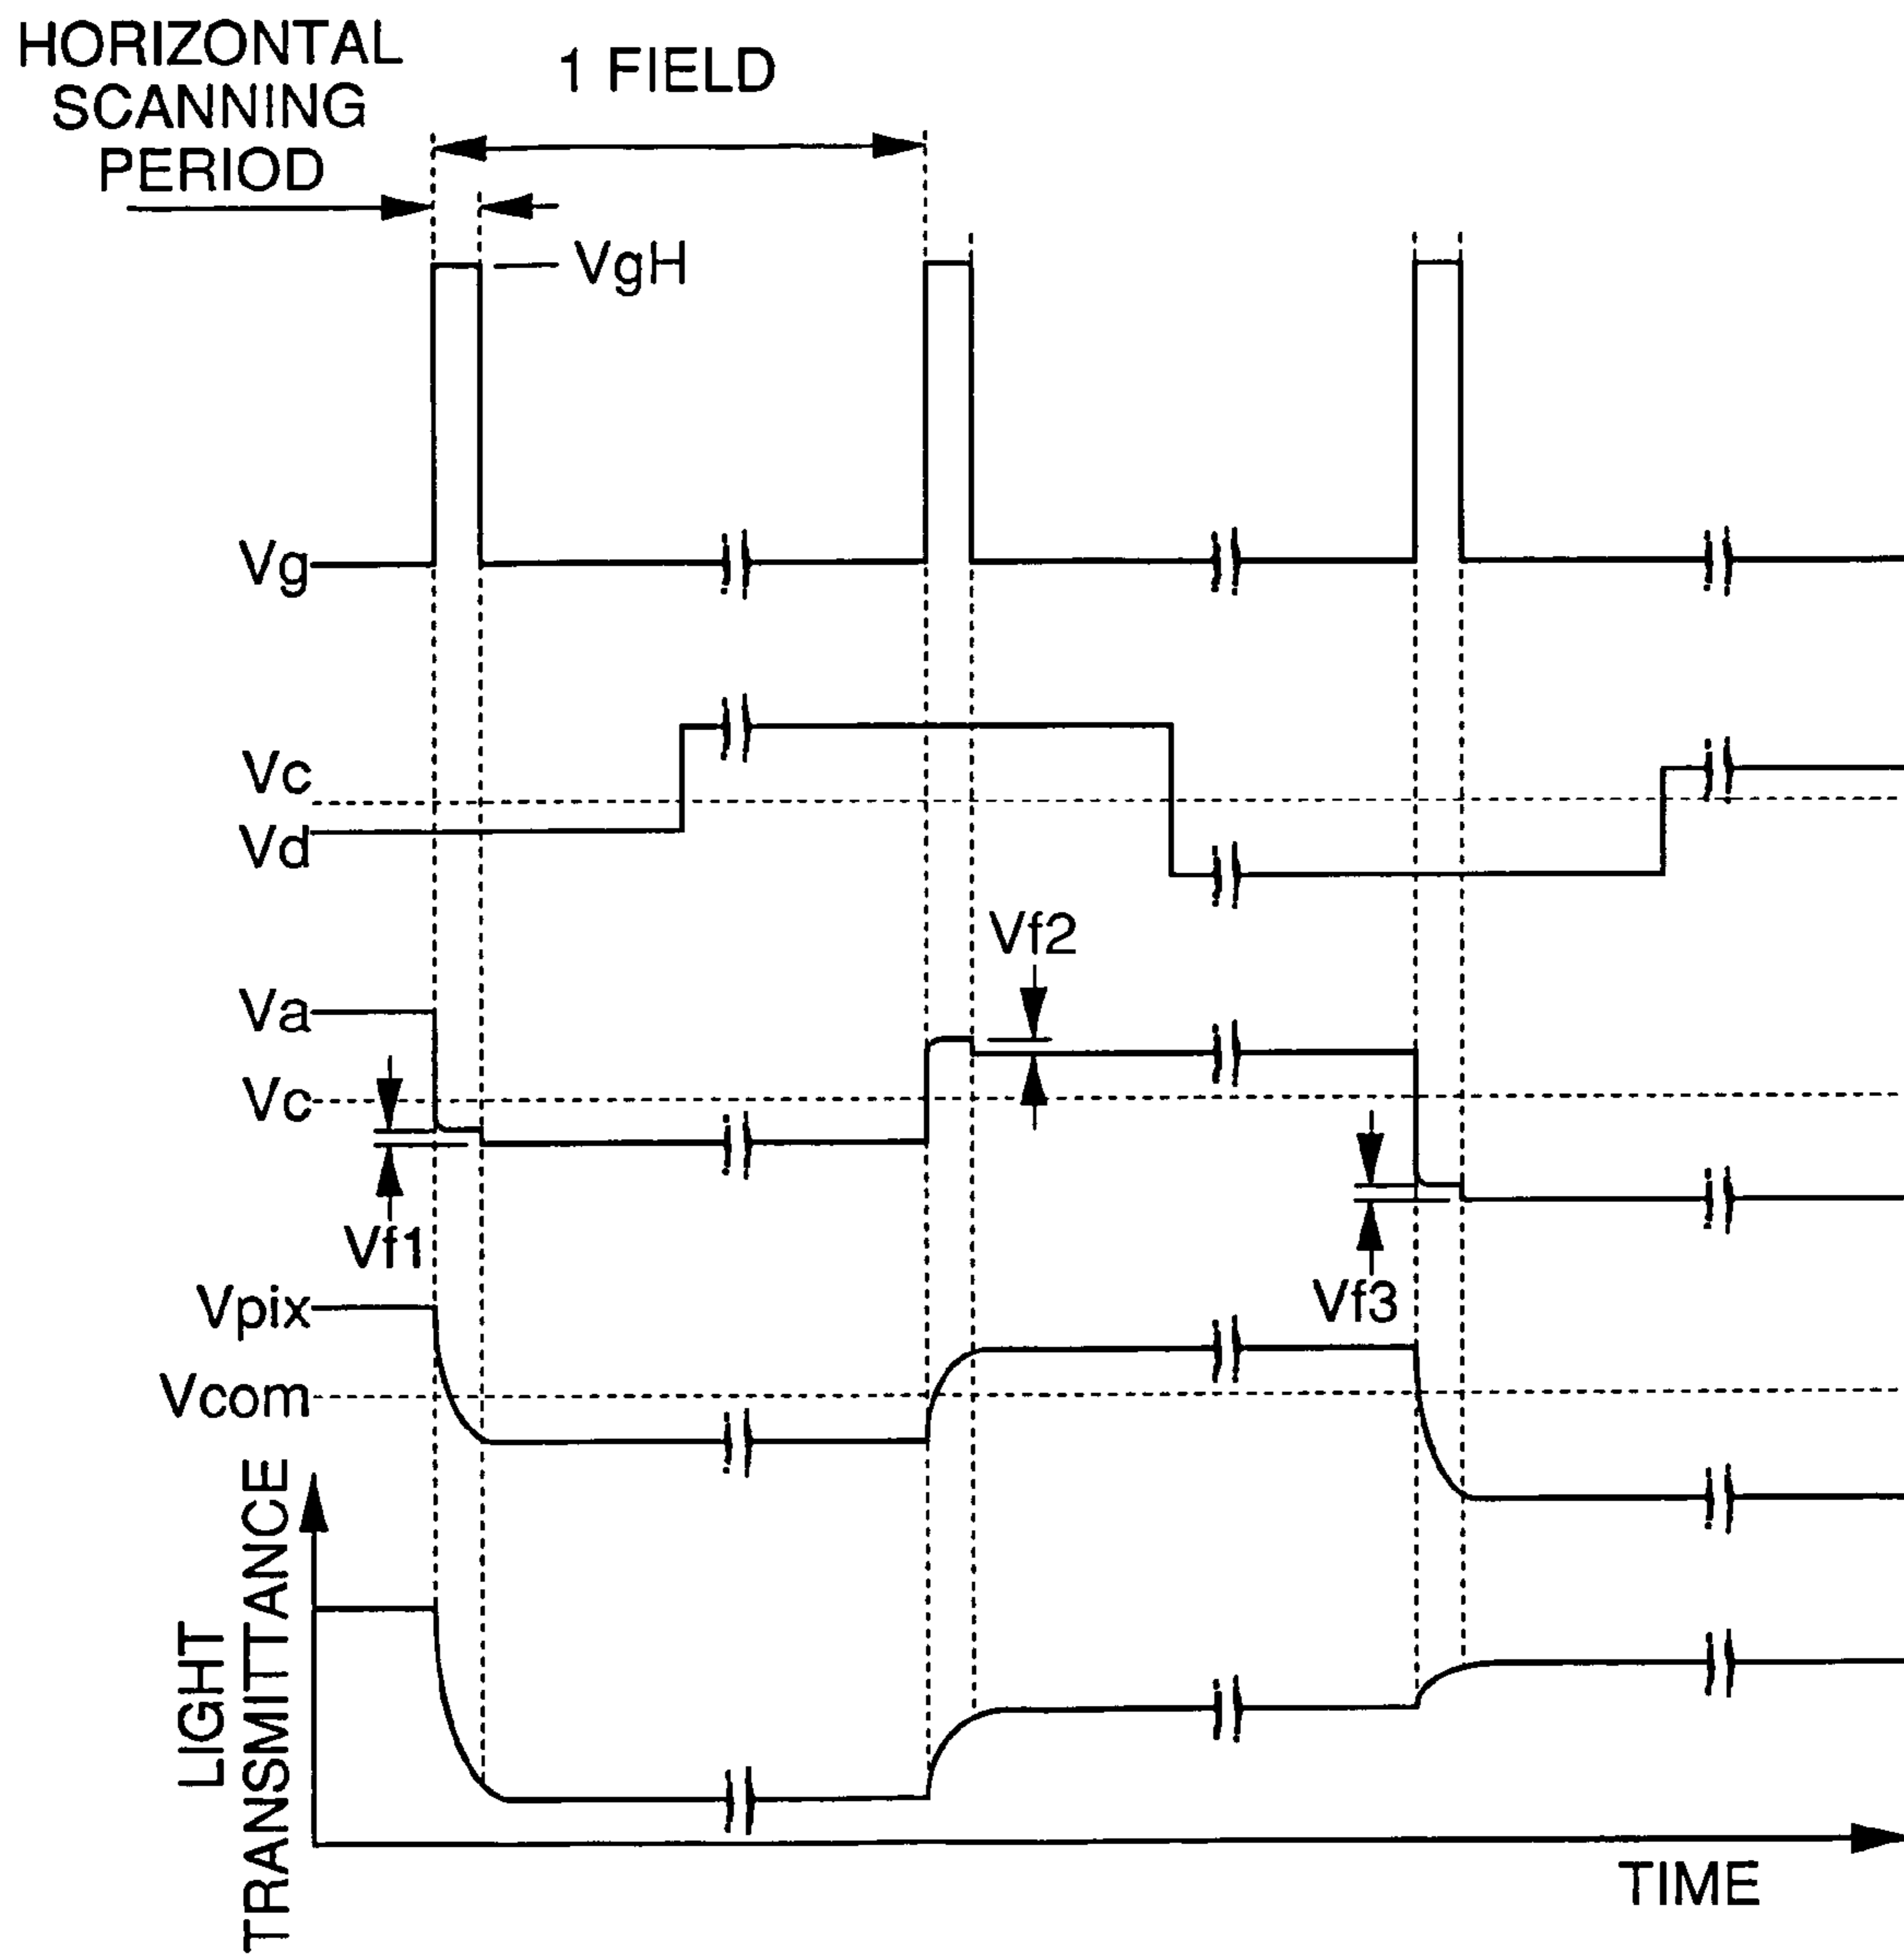 HORIZONTAL
SCANNING
PERIOD
1 FIELD
VgH
Vg
Vc
Vd
Vf2
Va
Vc
Vf1
Vf3
Vpix
Vcom
LIGHT
TRANSMITTANCE
TIME